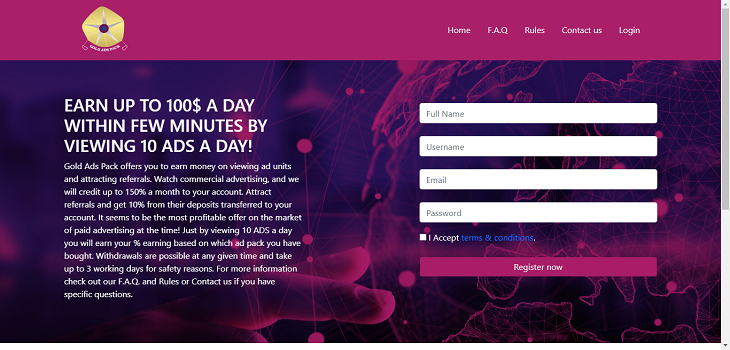 GOLD ADS PACK
Home F.A.Q Rules Contact us Login
EARN UP TO 100$ A DAY
WITHIN FEW MINUTES BY
VIEWING 10 ADS A DAY!
Gold Ads Pack offers you to earn money on viewing ad units
and attracting referrals. Watch commercial advertising, and we
will credit up to 150% a month to your account. Attract
referrals and get 10% from their deposits transferred to your
account. It seems to be the most profitable offer on the market
of paid advertising at the time! Just by viewing 10 ADS a day
you will earn your % earning based on which ad pack you have
bought. Withdrawals are possible at any given time and take
up to 3 working days for safety reasons. For more information
check out our F.A.Q. and Rules or Contact us if you have
specific questions.
Full Name
Username
Email
Password
I Accept terms & conditions.
Register now